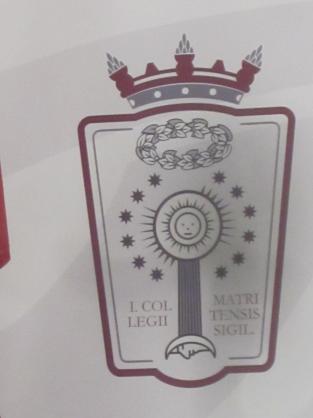 I. COL
LEGII
MATRI
TENSIS
SIGIL.